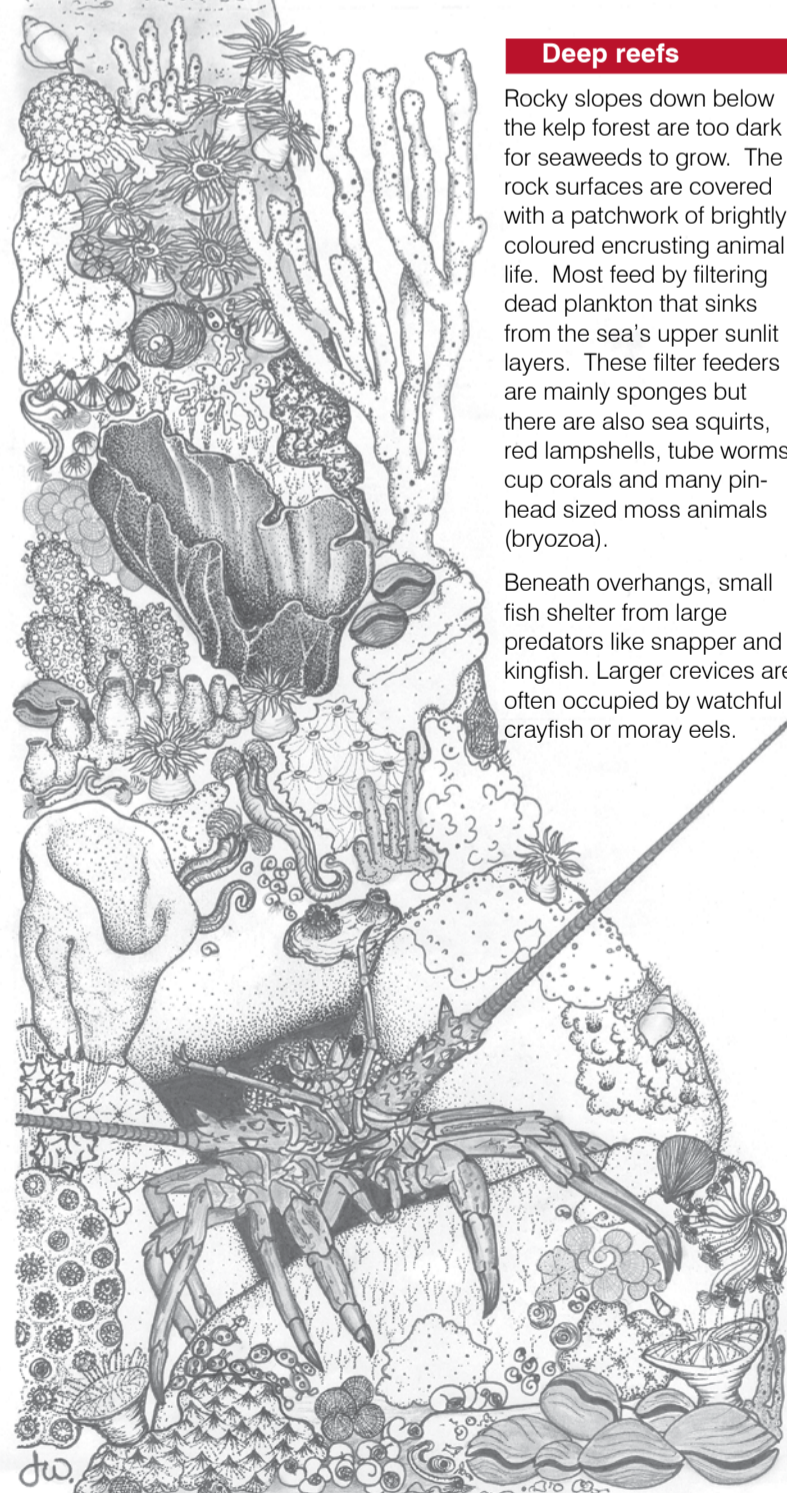 Deep reefs
Rocky slopes down below
the kelp forest are too dark
for seaweeds to grow. The
rock surfaces are covered
with a patchwork of brightly
coloured encrusting animal
life. Most feed by filtering
dead plankton that sinks
from the sea's upper sunlit
layers. These filter feeders
are mainly sponges but
there are also sea squirts,
red lampshells, tube worms
cup corals and many pin-
head sized moss animals
(bryozoa).
Beneath overhangs, small
fish shelter from large
predators like snapper and
kingfish. Larger crevices are
often occupied by watchful
crayfish or moray eels.
JW.